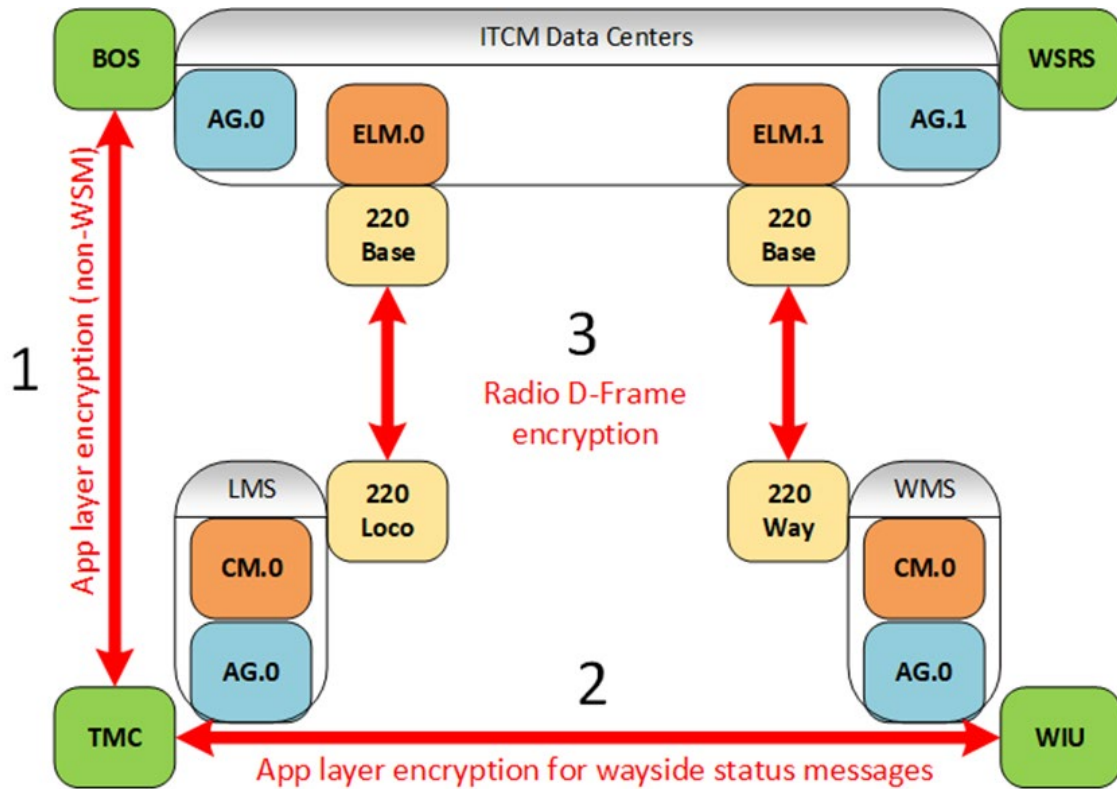 ITCM Data Centers
BOS
WSRS
AG.0
ELM.0
ELM.1
AG.1
220
Base
220
Base
1
App layer encryption (non-WSM)
3
Radio D-Frame
encryption
LMS
220
Loco
220
Way
WMS
CM.0
CM.0
AG.0
AG.0
2
TMC
WIU
App layer encryption for wayside status messages